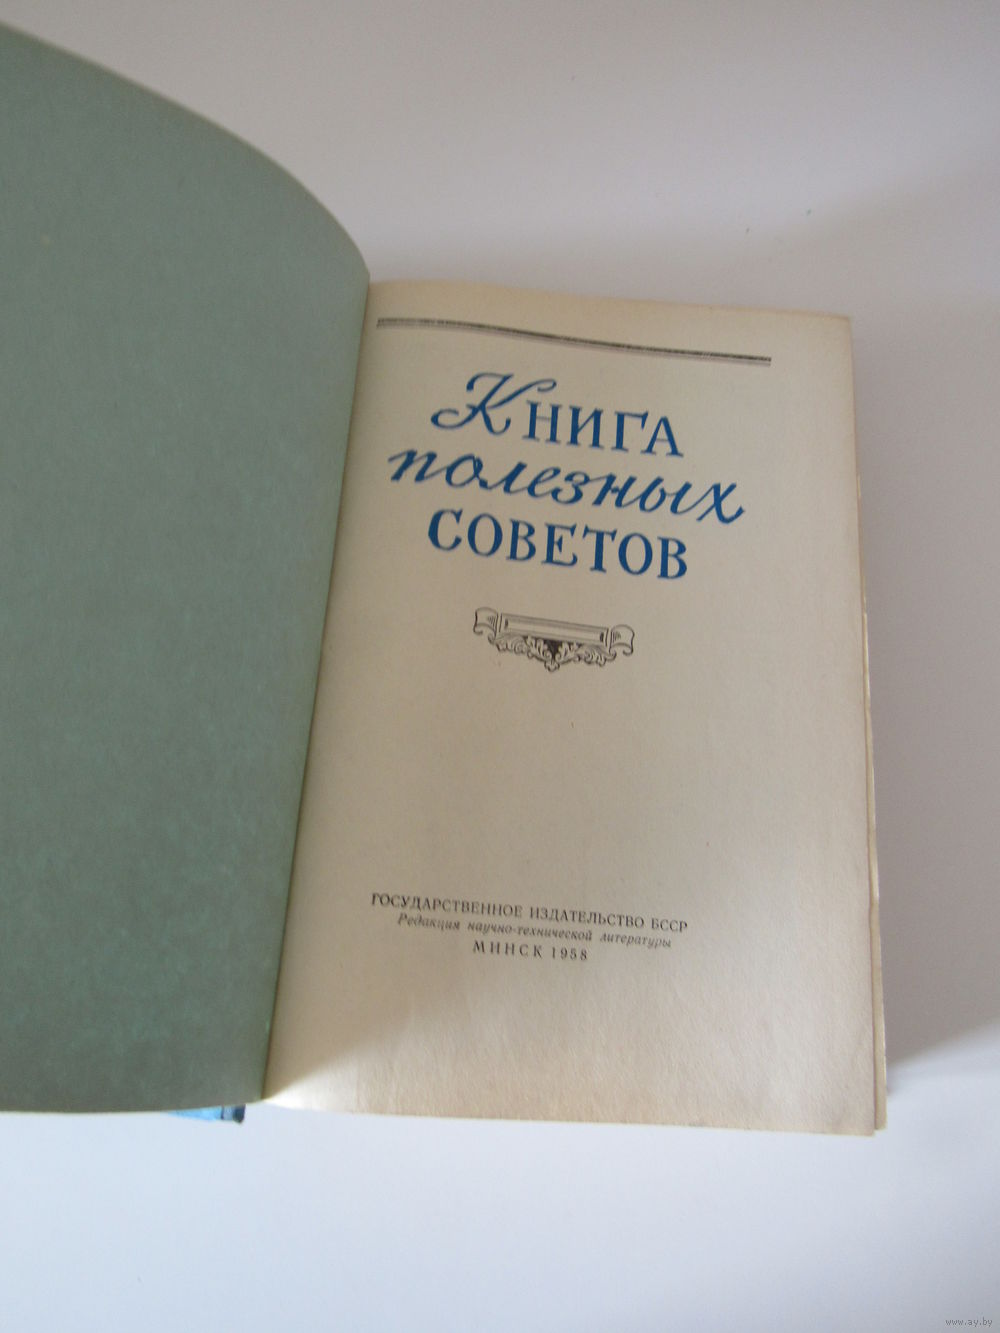 Книга
полезных
СОВЕТОВ
ГОСУДАРСТВЕННОЕ ИЗДАТЕЛЬСТВО БССР
Редакция научно-технической литературы
МИНСК 1958
www.ay.by